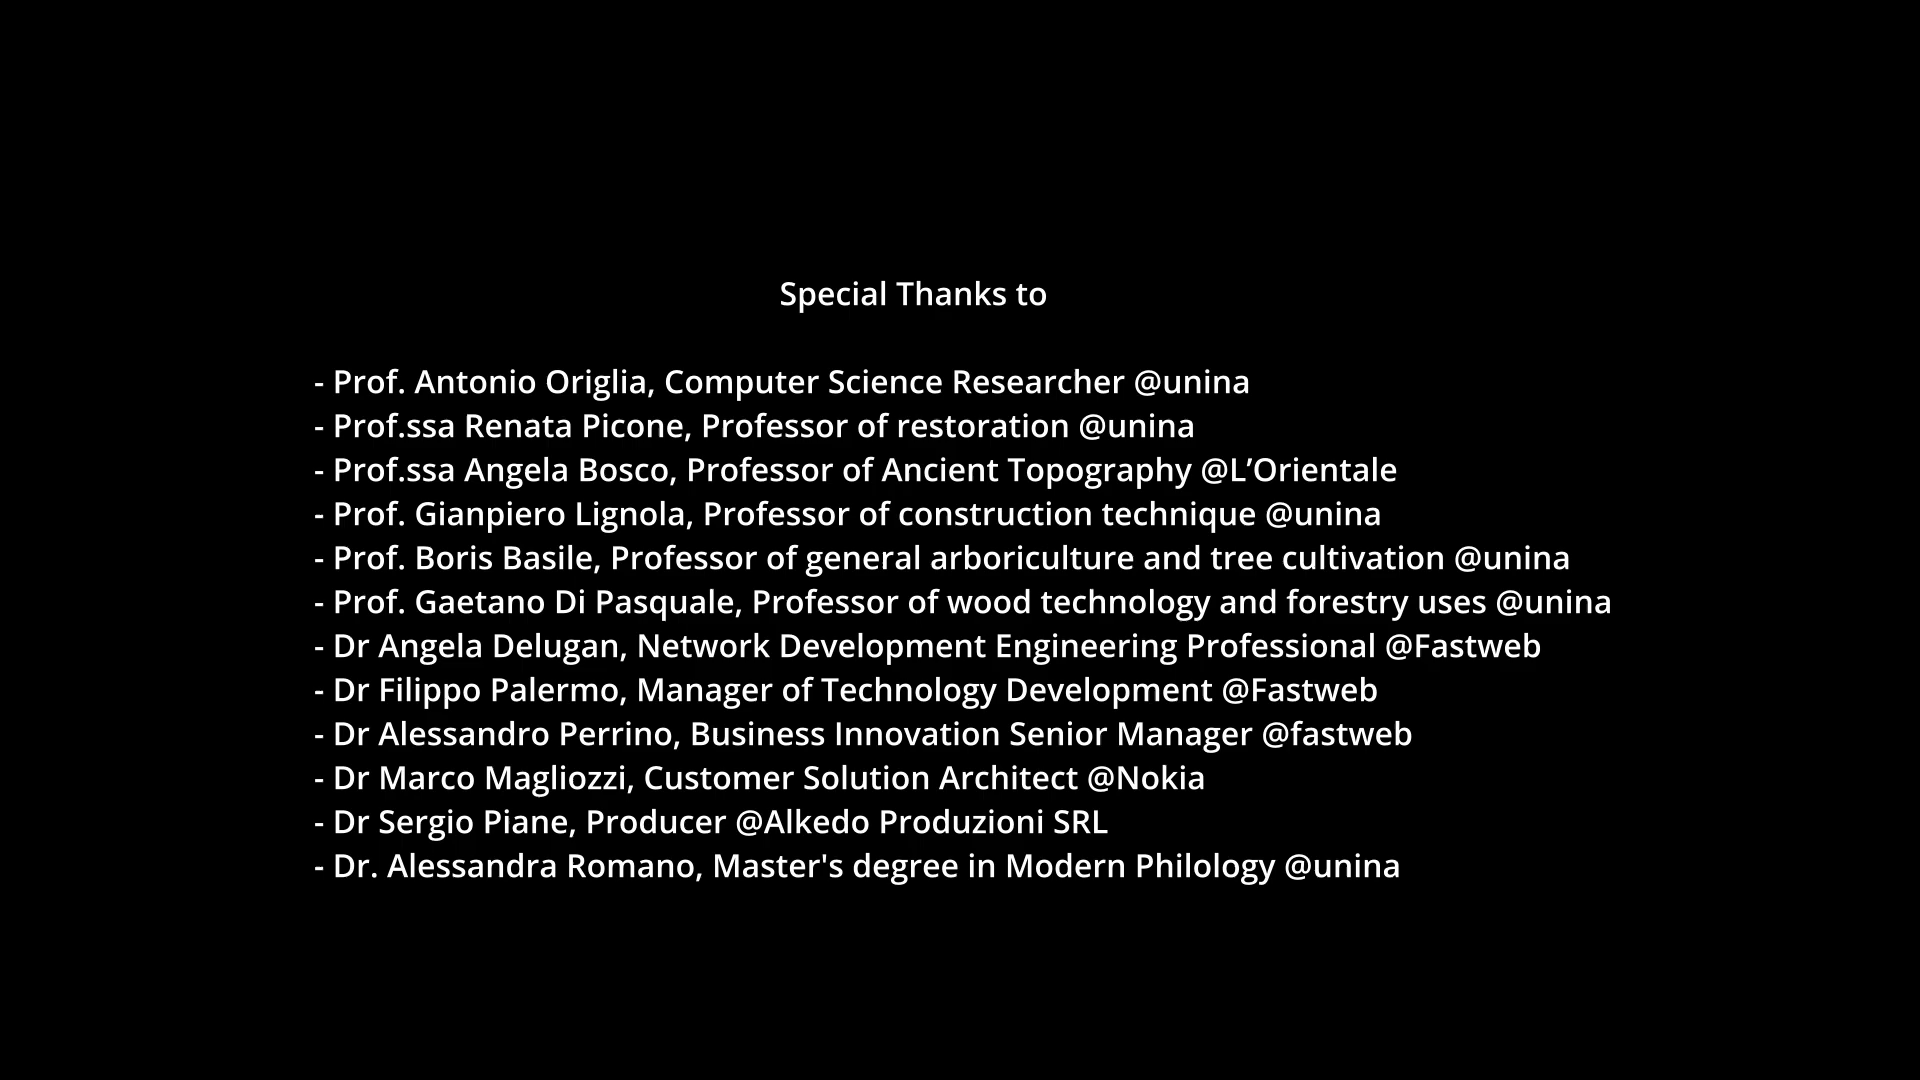 Special Thanks to
- Prof. Antonio Origlia, Computer Science Researcher @unina
- Prof.ssa Renata Picone, Professor of restoration @unina
- Prof.ssa Angela Bosco, Professor of Ancient Topography @L’Orientale
- Prof. Gianpiero Lignola, Professor of construction technique @unina
- Prof. Boris Basile, Professor of general arboriculture and tree cultivation @unina
- Prof. Gaetano Di Pasquale, Professor of wood technology and forestry uses @unina
- Dr Angela Delugan, Network Development Engineering Professional @Fastweb
- Dr Filippo Palermo, Manager of Technology Development @Fastweb
- Dr Alessandro Perrino, Business Innovation Senior Manager @fastweb
- Dr Marco Magliozzi, Customer Solution Architect @Nokia
- Dr Sergio Piane, Producer @Alkedo Produzioni SRL
- Dr. Alessandra Romano, Master's degree in Modern Philology @unina